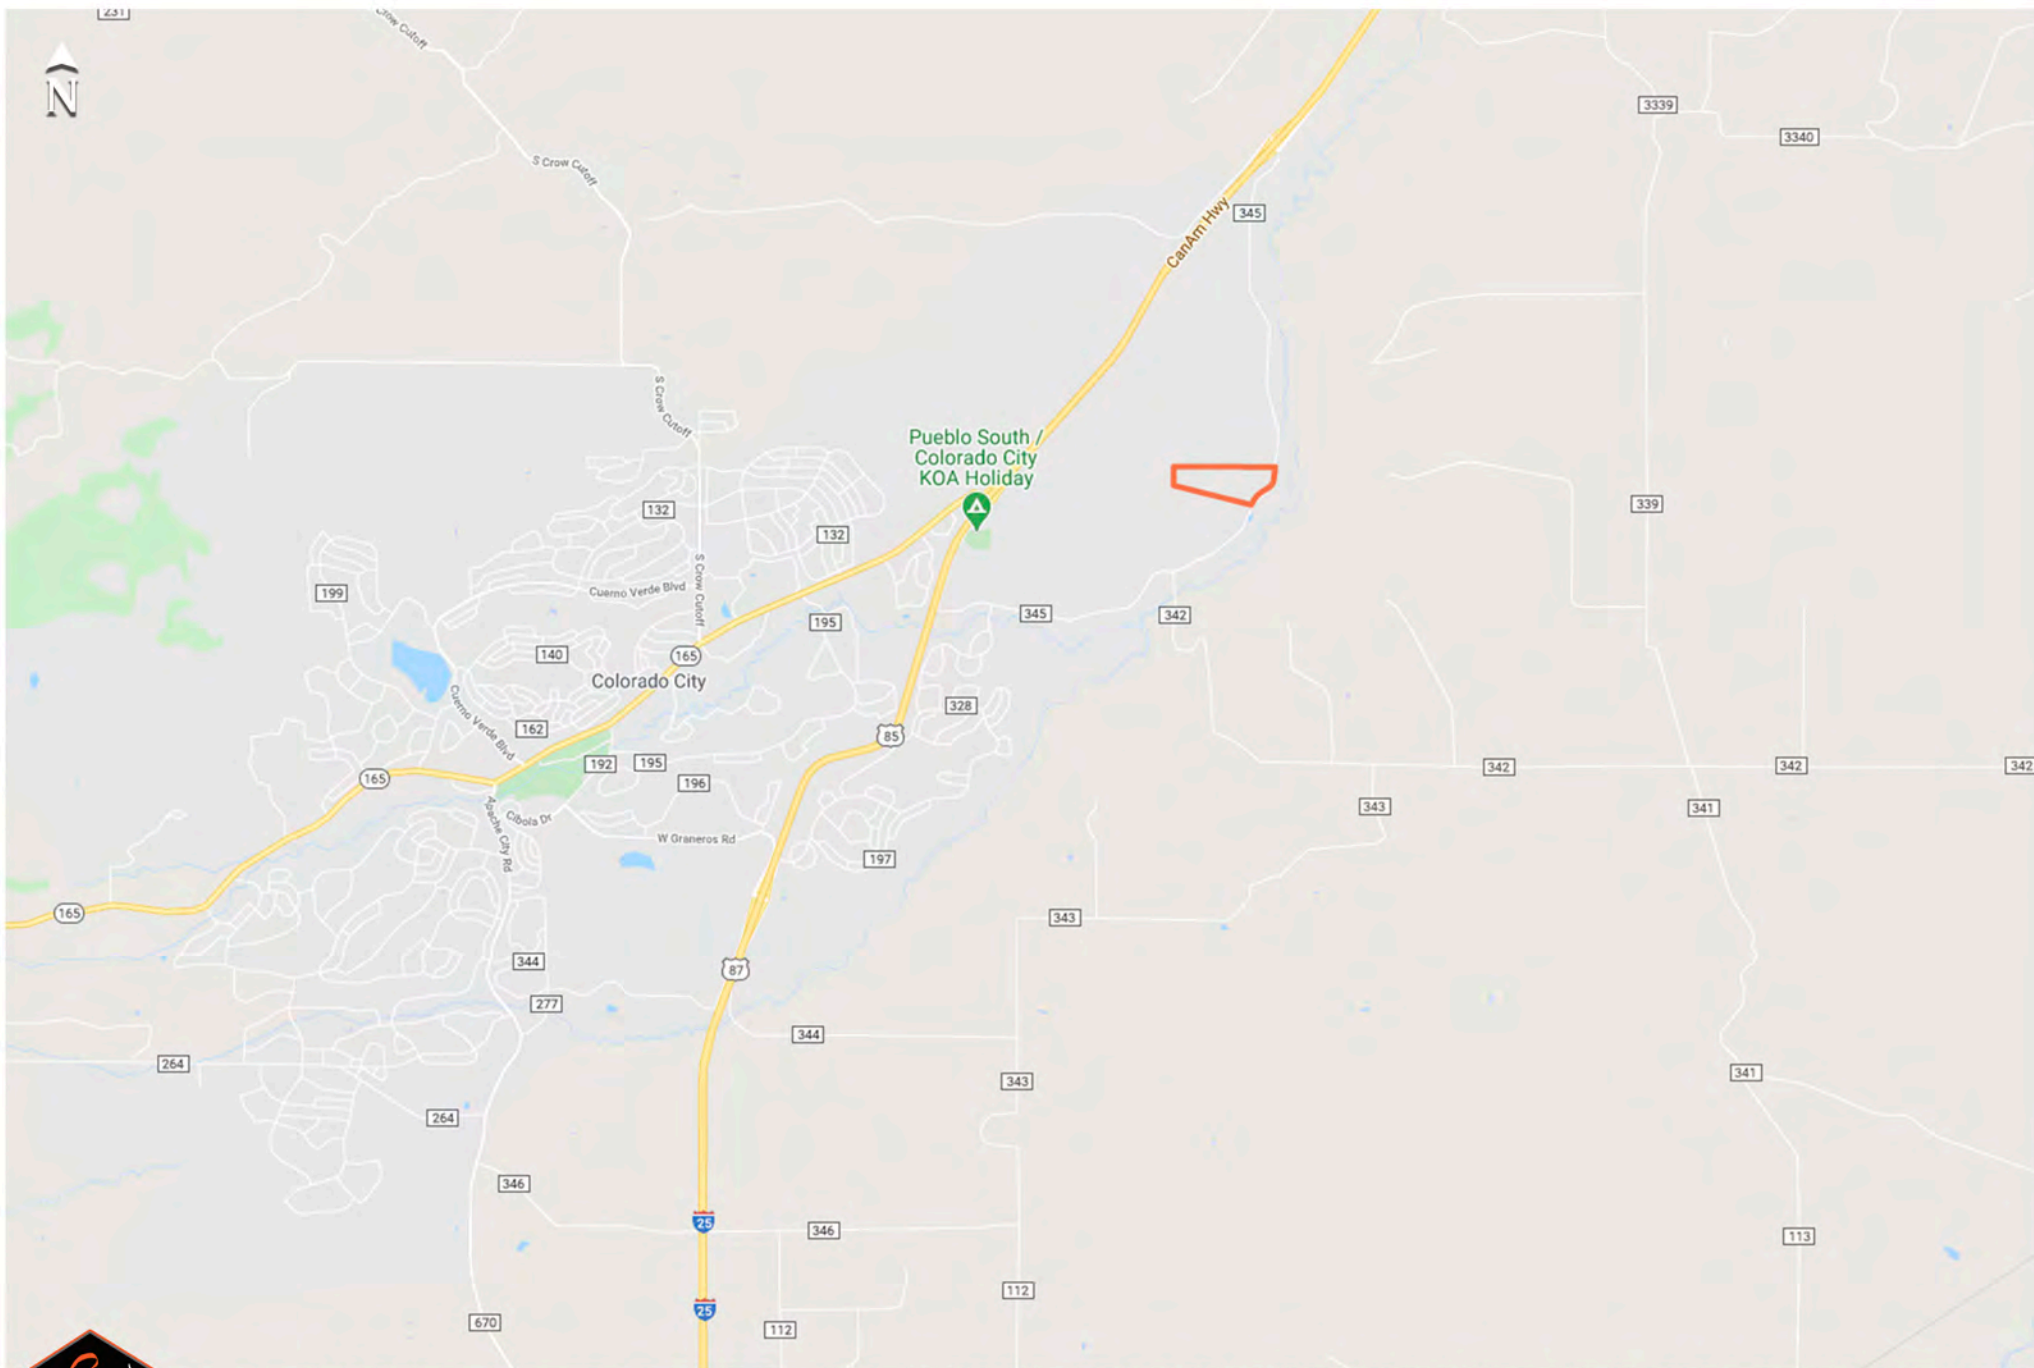 231
Crow Cutoff
N
3339
3340
S Crow Cutoff
345
CanAm Hwy
S Crow Cutoff
Pueblo South /
Colorado City
KOA Holiday
132
132
339
S Crow Cutoff
Cuerno Verde Blvd
199
345
342
195
140
165
Colorado City
Cuerno Verde Blvd
328
162
85
192
195
342
342
342
165
196
343
341
Apache City Rd
Cibola Dr
W Graneros Rd
197
165
343
344
87
277
344
264
341
343
264
346
25
346
113
112
25
670
112